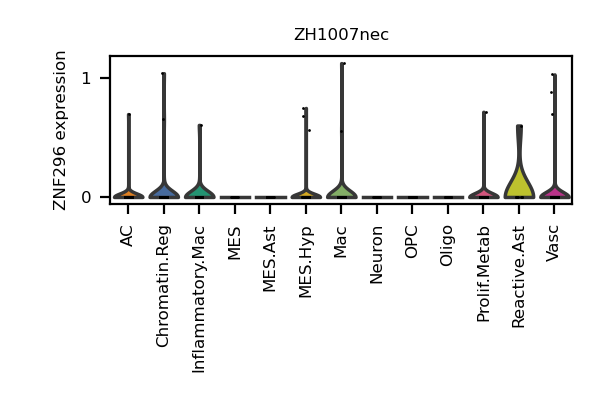 ZH1007nec
ZNF296 expression
1
0
AC
Chromatin.Reg
Inflammatory.Mac
MES
MES.Ast
MES.Hyp
Mac
Neuron
OPC
Oligo
Prolif.Metab
Reactive.Ast
Vasc